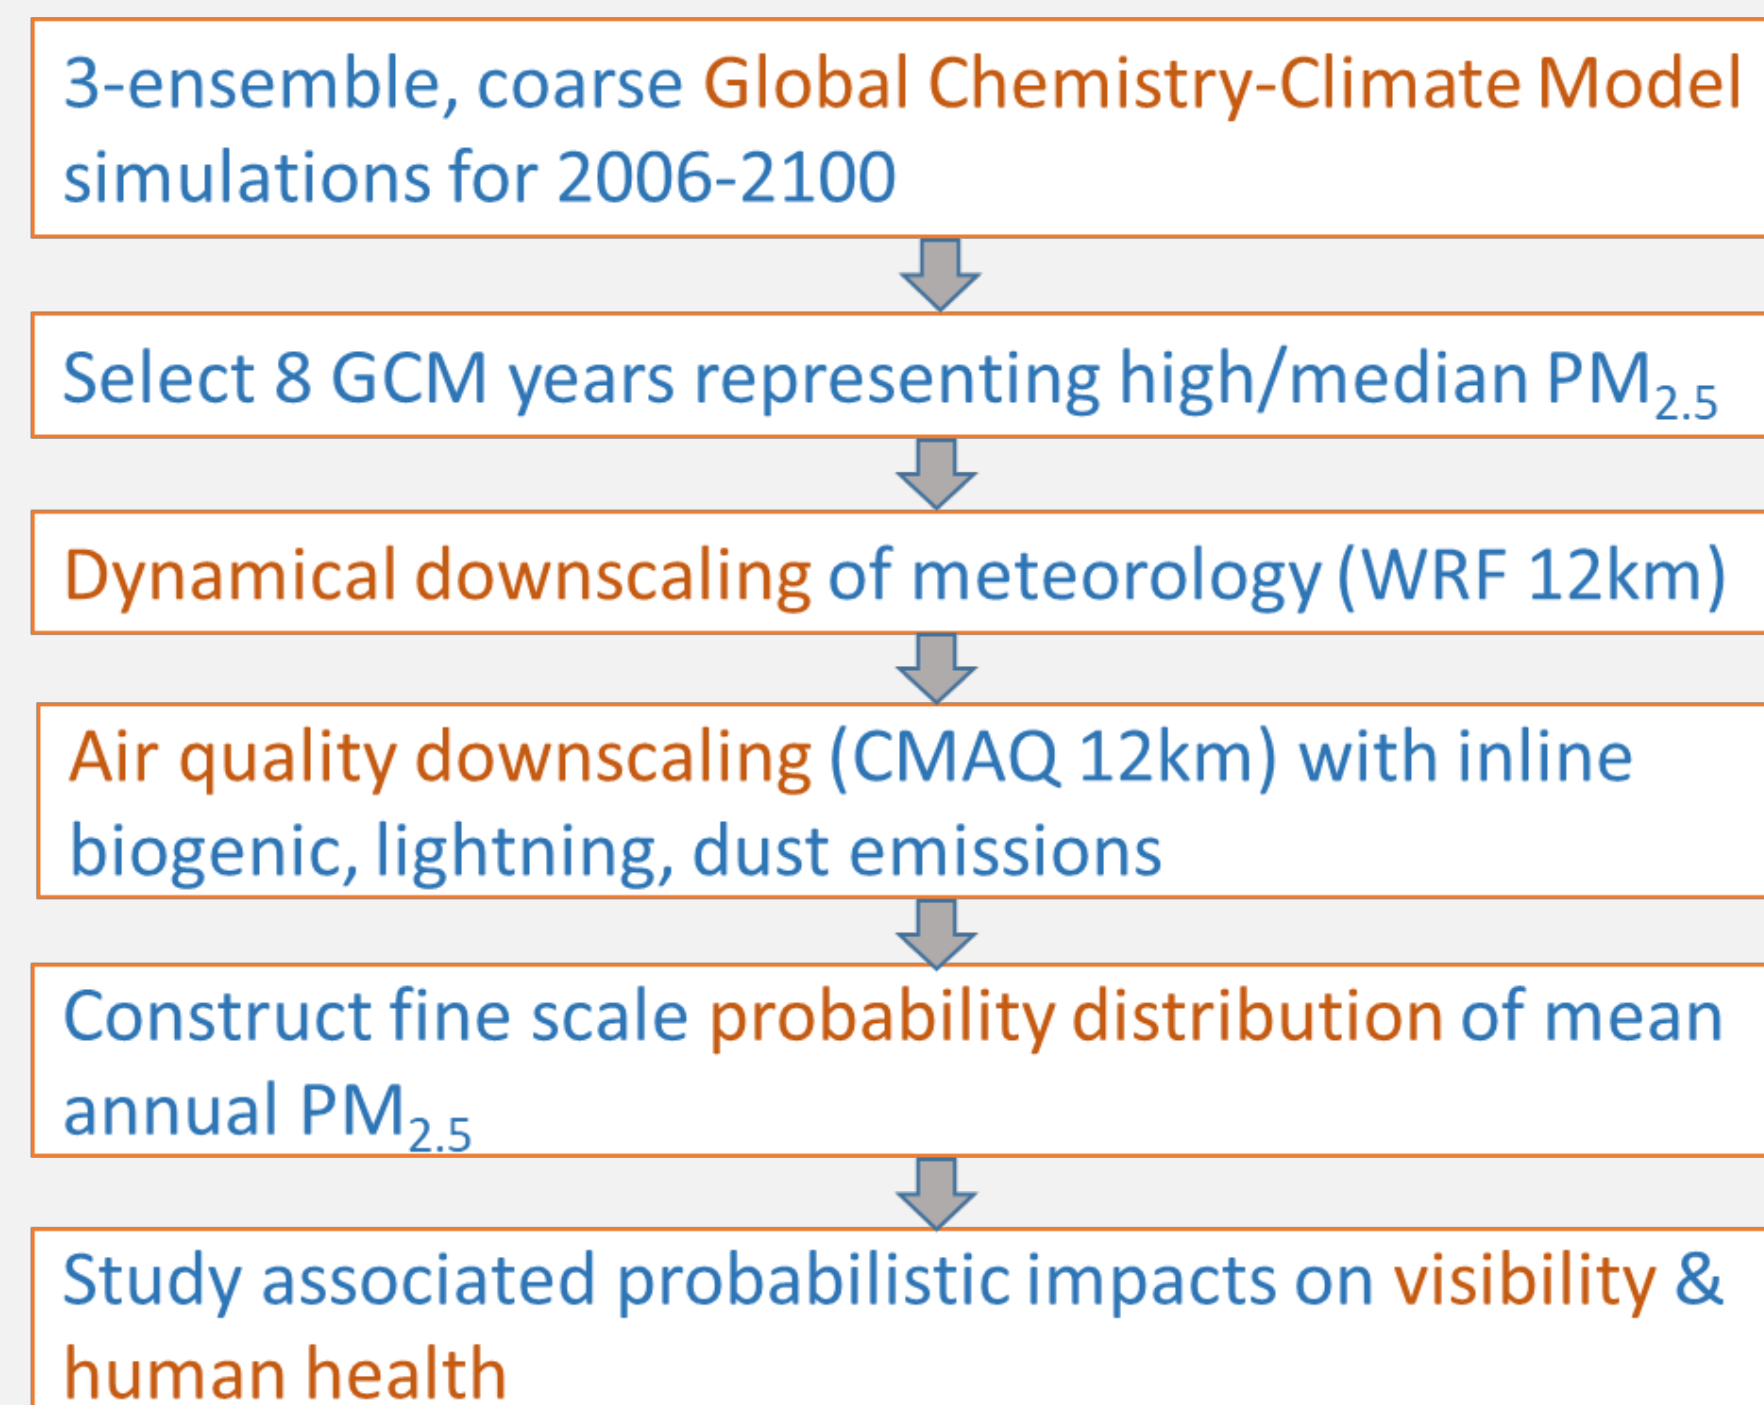 3-ensemble, coarse Global Chemistry-Climate Model
simulations for 2006-2100
Select 8 GCM years representing high/median PM₂.₅
Dynamical downscaling of meteorology (WRF 12km)
Air quality downscaling (CMAQ 12km) with inline
biogenic, lightning, dust emissions
Construct fine scale probability distribution of mean
annual PM₂.₅
Study associated probabilistic impacts on visibility &
human health